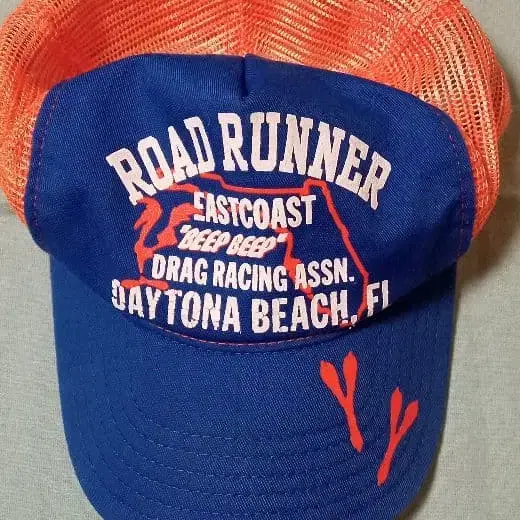 ROAD RUNNER
EASTCOAST
"BEEP BEEP"
DRAG RACING ASSN.
DAYTONA BEACH, FL